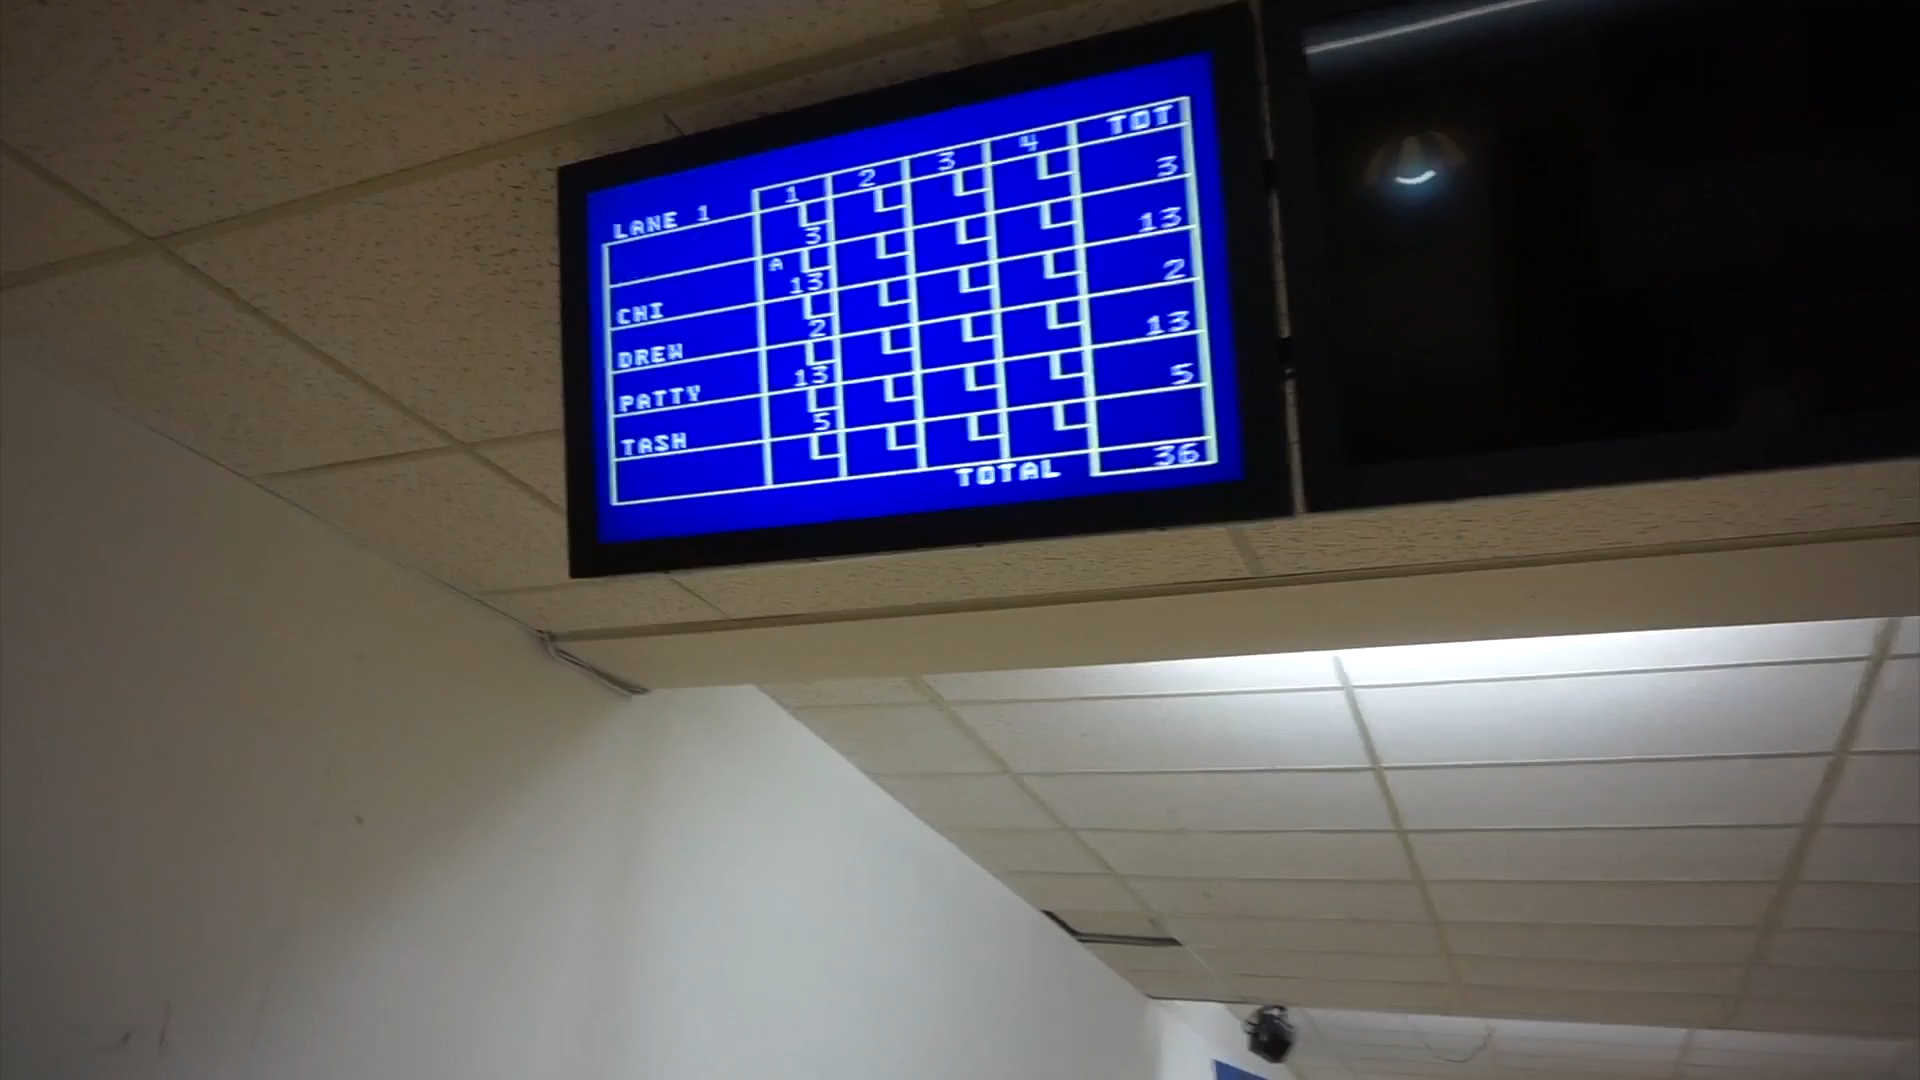 LANE 1 1 2 3 4 TOT
3 3
A
CHI 13 13
DREW 2 2
PATTY 13 13
TASH 5 5
TOTAL 36